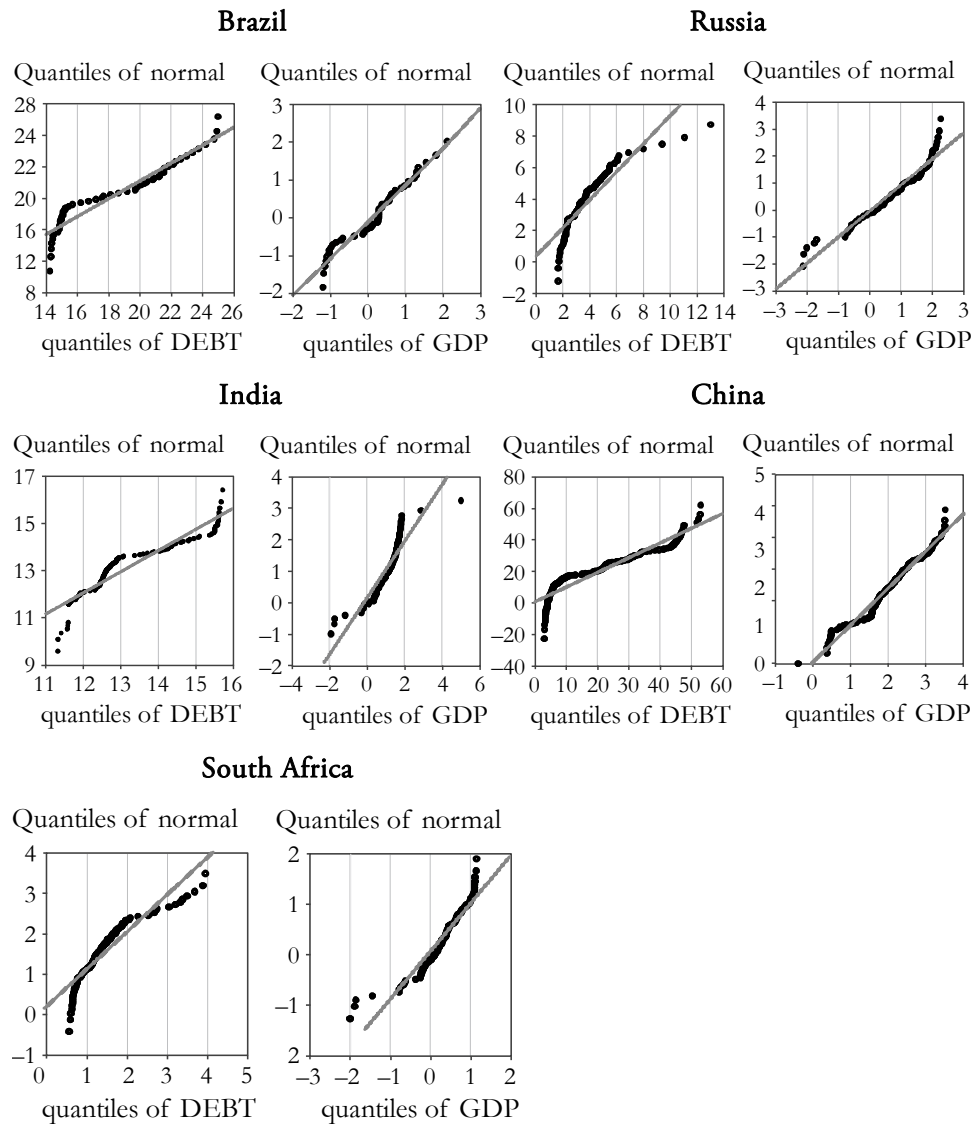 Brazil Russia
Quantiles of normal Quantiles of normal Quantiles of normal Quantiles of normal
28
24
22
20
16
12
8
14 16 18 20 22 24 26
quantiles of DEBT
3
2
1
0
–1
–2
–2 –1 0 1 2 3
quantiles of GDP
10
8
6
4
2
0
–2
0 2 4 6 8 10 12 14
quantiles of DEBT
4
3
2
1
0
–1
–2
–3
–3 –2 –1 0 1 2 3
quantiles of GDP
India China
Quantiles of normal Quantiles of normal Quantiles of normal Quantiles of normal
17
15
13
11
9
11 12 13 14 15 16
quantiles of DEBT
4
3
2
1
0
–1
–2
–4 –2 0 2 4 6
quantiles of GDP
80
60
40
20
0
–20
–40
0 10 20 30 40 50 60
quantiles of DEBT
5
4
3
2
1
0
–1 0 1 2 3 4
quantiles of GDP
South Africa
Quantiles of normal Quantiles of normal
4
3
2
1
0
–1
0 1 2 3 4 5
quantiles of DEBT
2
1
0
–1
2
–3 –2 –1 0 1 2
quantiles of GDP